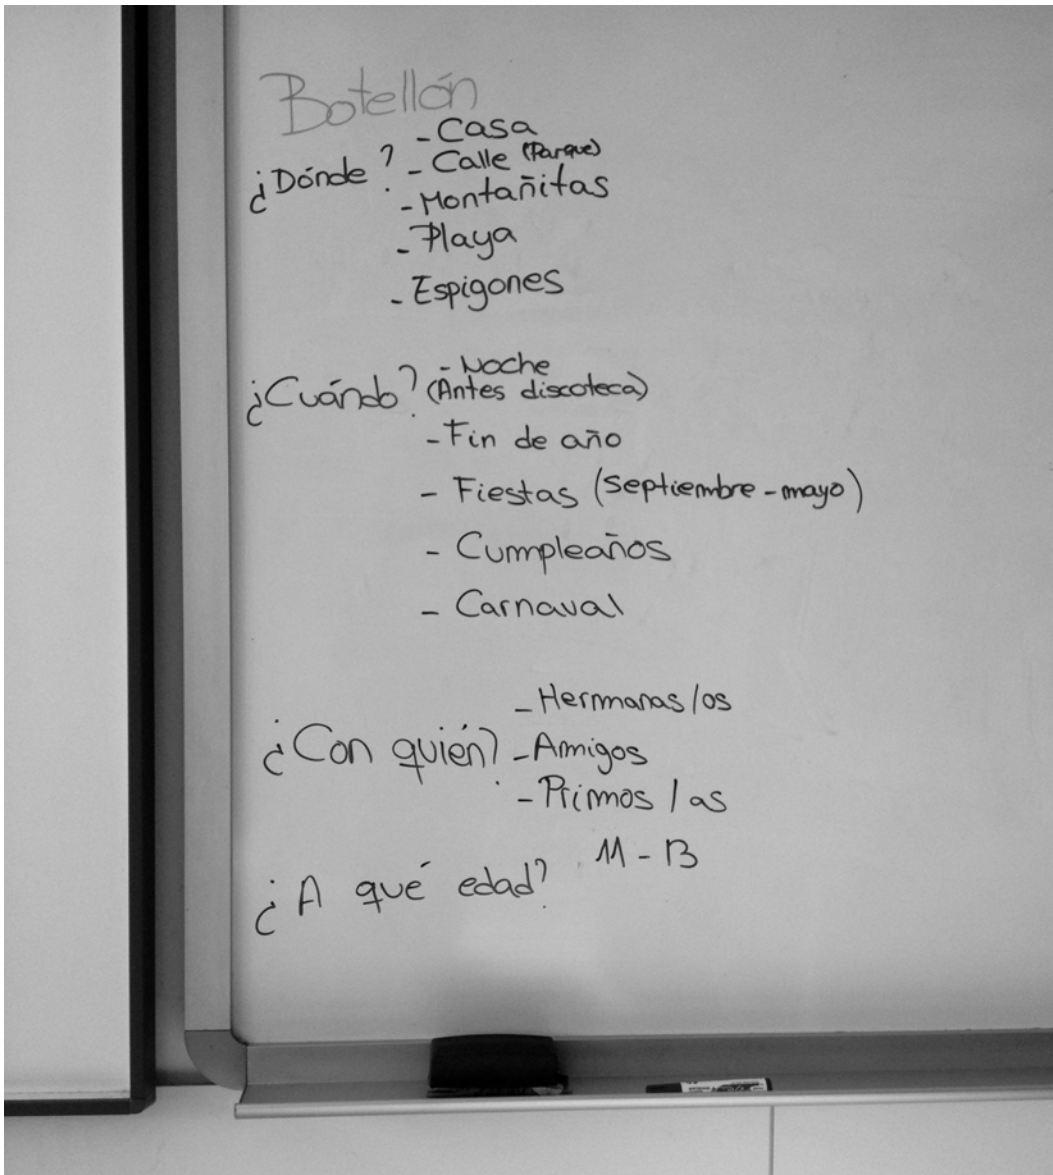 Botellón
¿Dónde? - Casa
- Calle (Parque)
- Montañitas
- Playa
- Espigones
¿Cuándo? - Noche
(Antes discoteca)
- Fin de año
- Fiestas (septiembre - mayo)
- Cumpleaños
- Carnaval
¿Con quién? - Hermanas/os
- Amigos
- Primos / as
¿A qué edad? 11 - 13